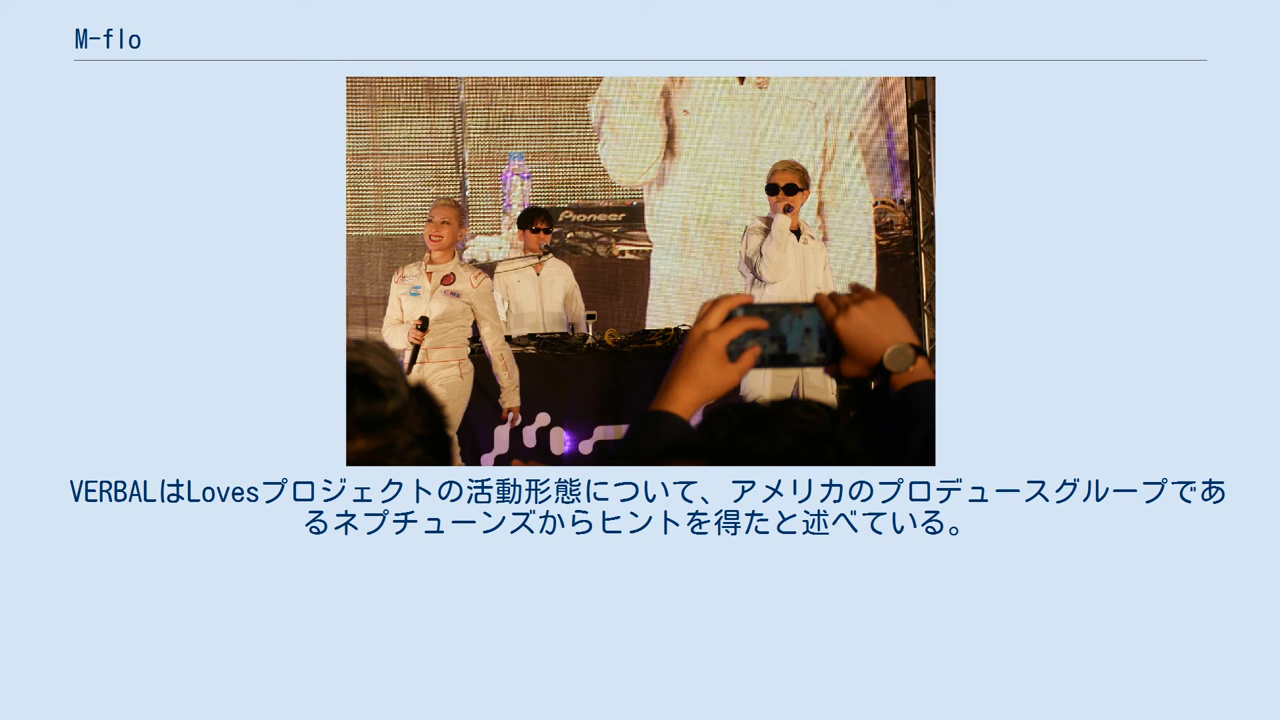 M-flo
Pioneer
VERBALはLovesプロジェクトの活動形態について、アメリカのプロデュースグループであ
るネプチューンズからヒントを得たと述べている。